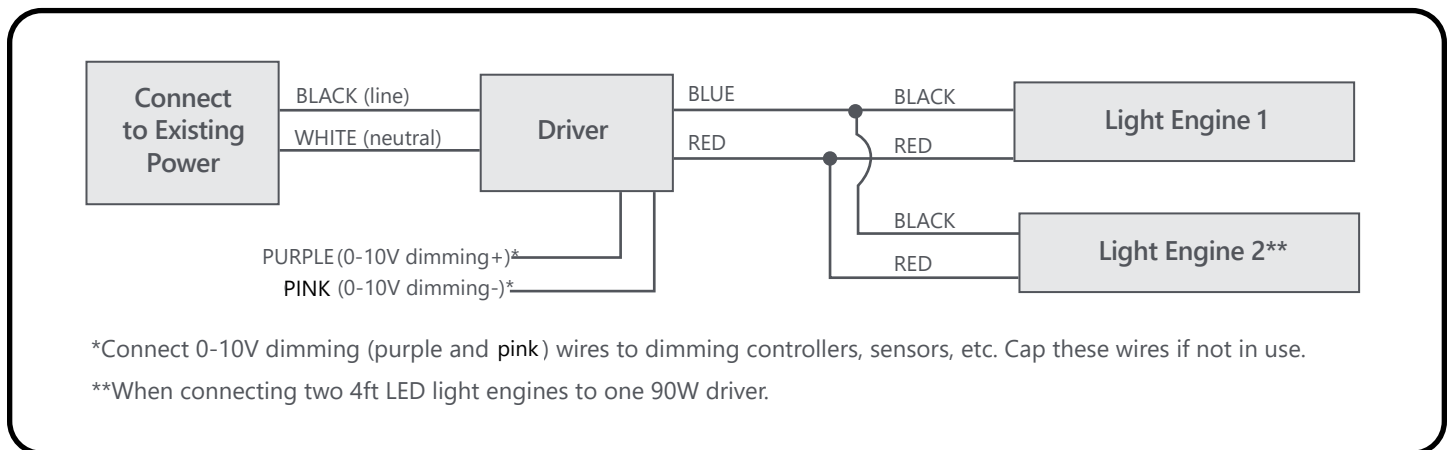 Connect
to Existing
Power
BLACK (line)
WHITE (neutral)
Driver
BLUE
RED
BLACK
RED
Light Engine 1
BLACK
RED
Light Engine 2**
PURPLE (0-10V dimming+)*
PINK (0-10V dimming-)*
*Connect 0-10V dimming (purple and pink) wires to dimming controllers, sensors, etc. Cap these wires if not in use.
**When connecting two 4ft LED light engines to one 90W driver.